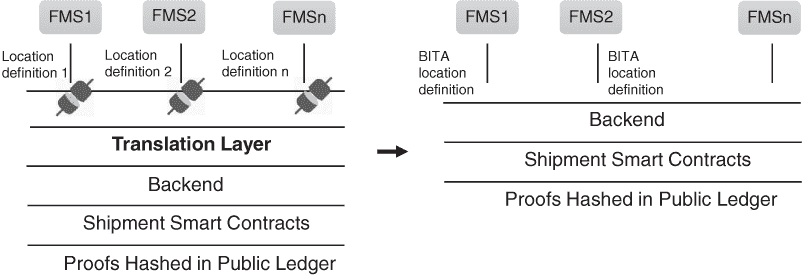 FMS1
FMS2
FMSn
Location
definition 1
Location
definition 2
Location
definition n
Translation Layer
Backend
Shipment Smart Contracts
Proofs Hashed in Public Ledger
FMS1
FMS2
FMSn
BITA
location
definition
BITA
location
definition
Backend
Shipment Smart Contracts
Proofs Hashed in Public Ledger